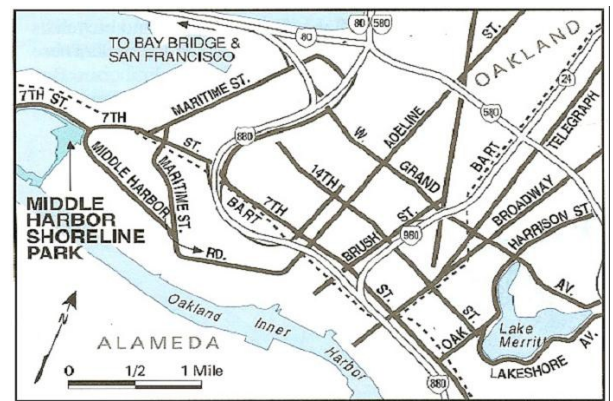 80
80
580
TO BAY BRIDGE &
SAN FRANCISCO
ST.
OAKLAND
24
7TH ST.
7TH
MARITIME ST.
880
W
ADELINE
580
TELEGRAPH
ST.
BART
GRAND
14TH
MIDDLE HARBOR
MARITIME ST.
BART
7TH
BROADWAY
HARRISON ST.
MIDDLE
HARBOR
SHORELINE
PARK
ST.
BRUSH
980
RD.
ST.
ST.
AV.
Oakland Inner Harbor
OAK
Lake
Merritt
N
ALAMEDA
LAKESHORE AV.
0 1/2 1 Mile
880